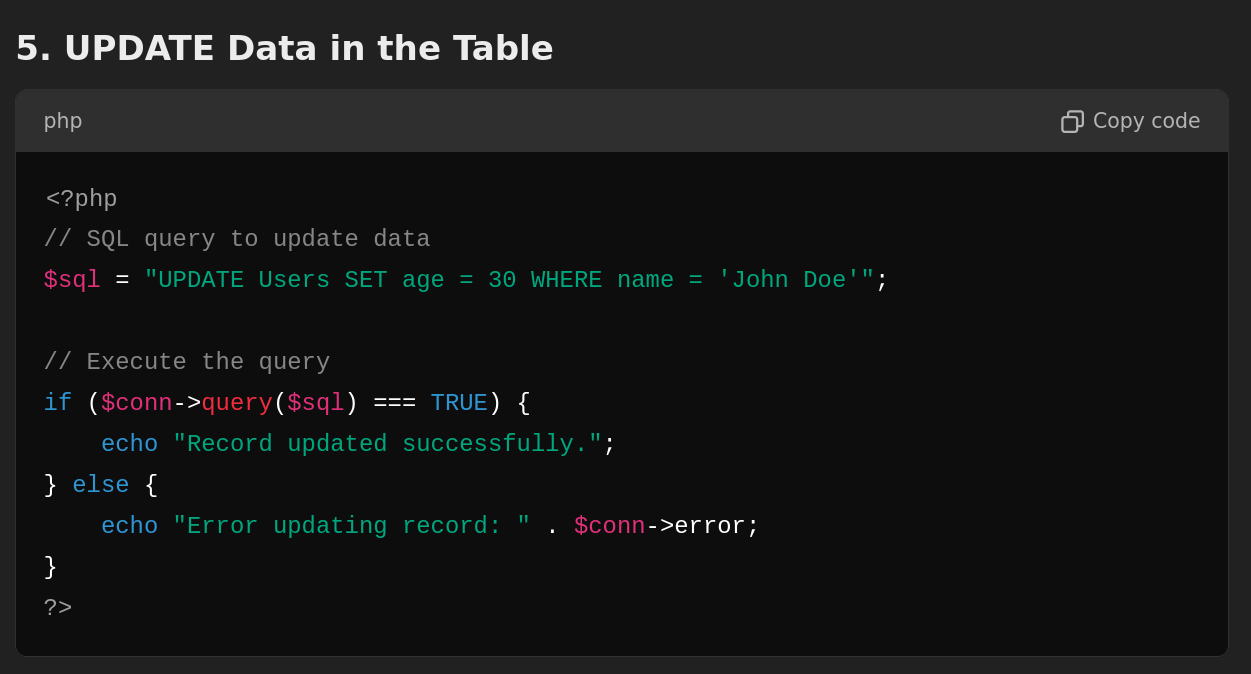 5. UPDATE Data in the Table
php
Copy code
<?php
// SQL query to update data
$sql = "UPDATE Users SET age = 30 WHERE name = 'John Doe'";
// Execute the query
if ($conn->query($sql) === TRUE) {
    echo "Record updated successfully.";
} else {
    echo "Error updating record: " . $conn->error;
}
?>